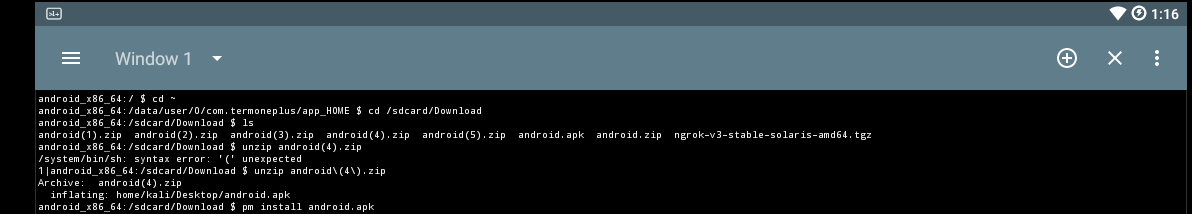 1:16
Window 1
android_x86_64:/ $ cd ~
android_x86_64:/data/user/0/com.termoneplus/app_HOME $ cd /sdcard/Download
android_x86_64:/sdcard/Download $ ls
android(1).zip  android(2).zip  android(3).zip  android(4).zip  android(5).zip  android.apk  android.zip  ngrok-v3-stable-solaris-amd64.tgz
android_x86_64:/sdcard/Download $ unzip android(4).zip
/system/bin/sh: syntax error: '(' unexpected
1|android_x86_64:/sdcard/Download $ unzip android\(4\).zip
Archive:  android(4).zip
  inflating: home/kali/Desktop/android.apk
android_x86_64:/sdcard/Download $ pm install android.apk